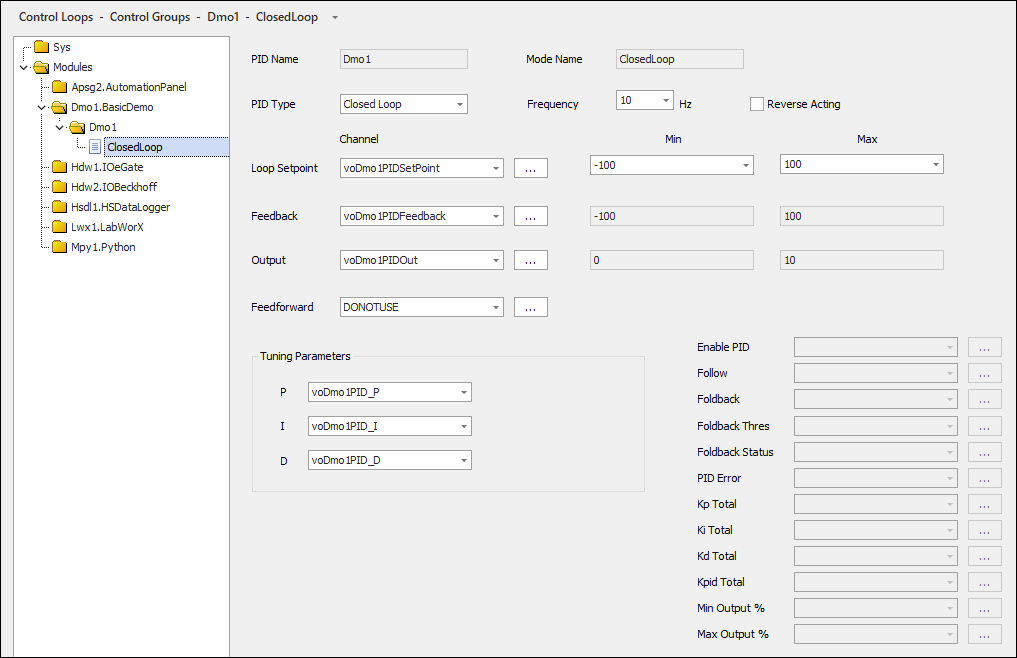 Control Loops - Control Groups - Dmo1 - ClosedLoop
Sys
Modules
Apsg2.AutomationPanel
Dmo1.BasicDemo
Dmo1
ClosedLoop
Hdw1.IOeGate
Hdw2.IOBeckhoff
Hsdl1.HSDataLogger
Lwx1.LabWorX
Mpy1.Python
PID Name Dmo1 Mode Name ClosedLoop
PID Type Closed Loop Frequency 10 Hz Reverse Acting
Channel Min Max
Loop Setpoint voDmo1PIDSetPoint ... -100 100
Feedback voDmo1PIDFeedback ... -100 100
Output voDmo1PIDOut ... 0 10
Feedforward DONOTUSE ...
Tuning Parameters
P voDmo1PID_P
I voDmo1PID_I
D voDmo1PID_D
Enable PID ...
Follow ...
Foldback ...
Foldback Thres ...
Foldback Status ...
PID Error ...
Kp Total ...
Ki Total ...
Kd Total ...
Kpid Total ...
Min Output % ...
Max Output % ...